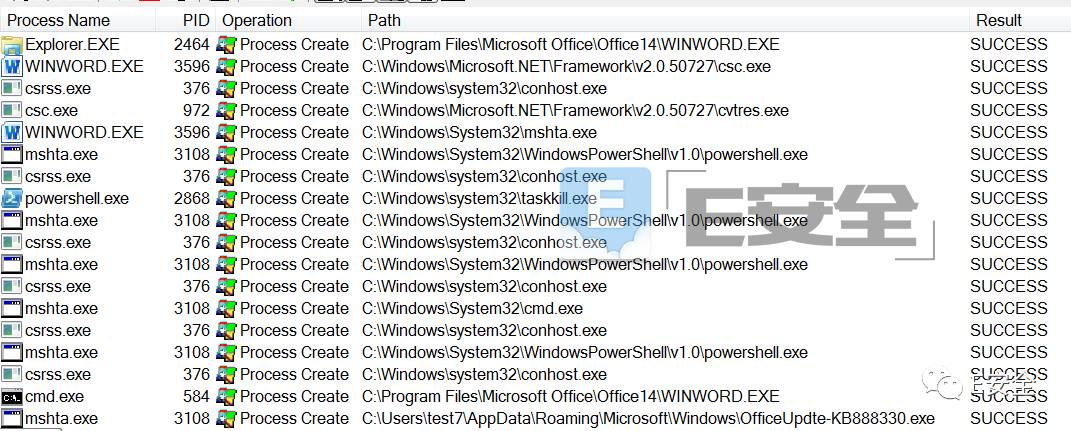 Process Name PID Operation Path Result
Explorer.EXE 2464 Process Create C:\Program Files\Microsoft Office\Office14\WINWORD.EXE SUCCESS
WINWORD.EXE 3596 Process Create C:\Windows\Microsoft.NET\Framework\v2.0.50727\csc.exe SUCCESS
csrss.exe 376 Process Create C:\Windows\system32\conhost.exe SUCCESS
csc.exe 972 Process Create C:\Windows\Microsoft.NET\Framework\v2.0.50727\cvtres.exe SUCCESS
WINWORD.EXE 3596 Process Create C:\Windows\System32\mshta.exe SUCCESS
mshta.exe 3108 Process Create C:\Windows\System32\WindowsPowerShell\v1.0\powershell.exe SUCCESS
csrss.exe 376 Process Create C:\Windows\system32\conhost.exe SUCCESS
powershell.exe 2868 Process Create C:\Windows\system32\taskkill.exe SUCCESS
mshta.exe 3108 Process Create C:\Windows\System32\WindowsPowerShell\v1.0\powershell.exe SUCCESS
E安全
csrss.exe 376 Process Create C:\Windows\system32\conhost.exe SUCCESS
mshta.exe 3108 Process Create C:\Windows\System32\WindowsPowerShell\v1.0\powershell.exe SUCCESS
csrss.exe 376 Process Create C:\Windows\system32\conhost.exe SUCCESS
mshta.exe 3108 Process Create C:\Windows\System32\cmd.exe SUCCESS
csrss.exe 376 Process Create C:\Windows\system32\conhost.exe SUCCESS
mshta.exe 3108 Process Create C:\Windows\System32\WindowsPowerShell\v1.0\powershell.exe SUCCESS
csrss.exe 376 Process Create C:\Windows\system32\conhost.exe SUCCESS
E安全
cmd.exe 584 Process Create C:\Program Files\Microsoft Office\Office14\WINWORD.EXE SUCCESS
mshta.exe 3108 Process Create C:\Users\test7\AppData\Roaming\Microsoft\Windows\OfficeUpdte-KB888330.exe SUCCESS